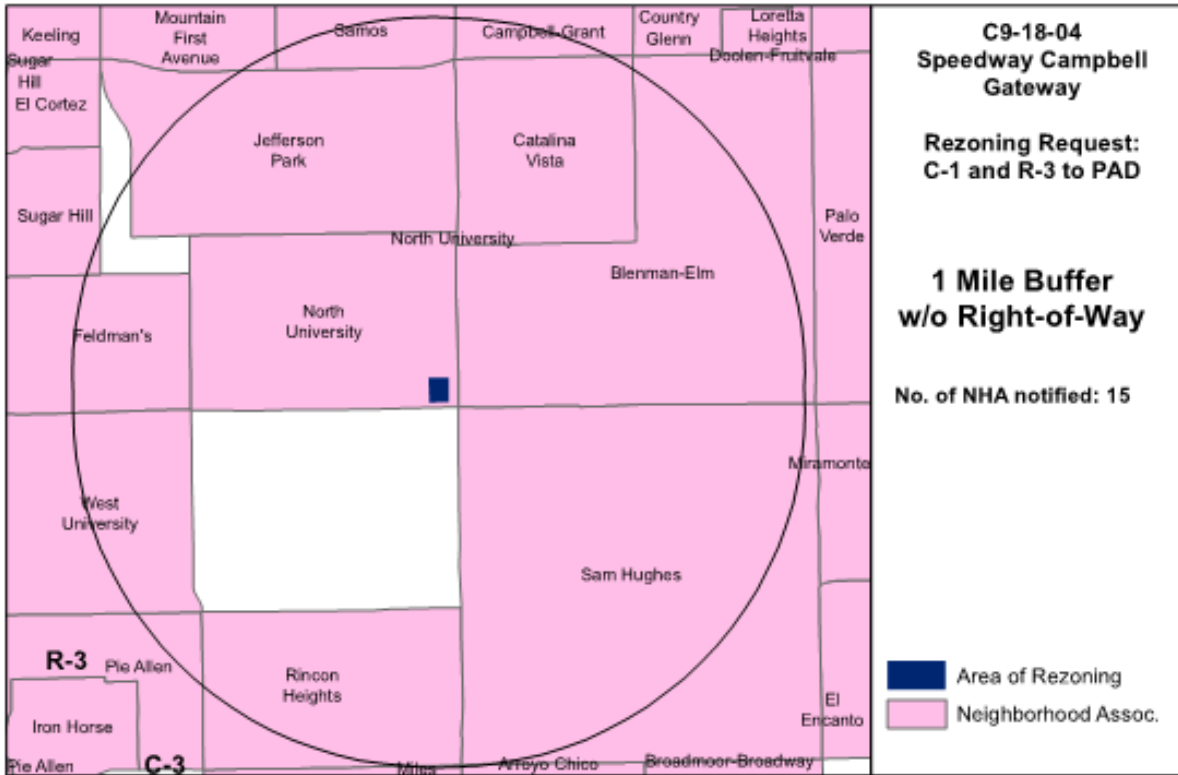 Keeling
Mountain
First
Avenue
Samos
Campbell-Grant
Country
Glenn
Loretta
Heights
Doolen-Fruitvale
Sugar
Hill
El Cortez
Jefferson
Park
Catalina
Vista
Sugar Hill
Palo
Verde
North University
Blenman-Elm
North
University
Feldman's
Miramonte
West
University
Sam Hughes
R-3
Pie Allen
Rincon
Heights
Iron Horse
El
Encanto
Pie Allen
C-3
Miles
Arroyo Chico
Broadmoor-Broadway
C9-18-04
Speedway Campbell
Gateway
Rezoning Request:
C-1 and R-3 to PAD
1 Mile Buffer
w/o Right-of-Way
No. of NHA notified: 15
Area of Rezoning
Neighborhood Assoc.